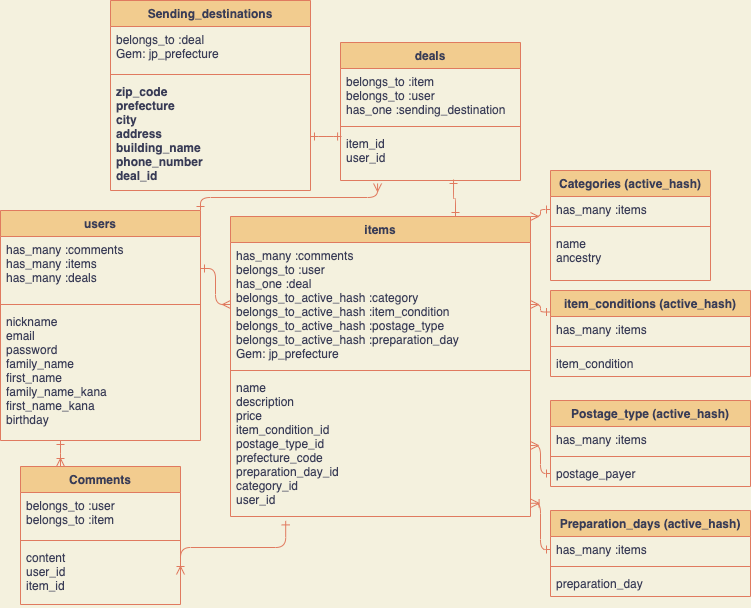 Sending_destinations
belongs_to :deal
Gem: jp_prefecture
zip_code
prefecture
city
address
building_name
phone_number
deal_id
deals
belongs_to :item
belongs_to :user
has_one :sending_destination
item_id
user_id
Categories (active_hash)
has_many :items
name
ancestry
users
has_many :comments
has_many :items
has_many :deals
nickname
email
password
family_name
first_name
family_name_kana
first_name_kana
birthday
items
has_many :comments
belongs_to :user
has_one :deal
belongs_to_active_hash :category
belongs_to_active_hash :item_condition
belongs_to_active_hash :postage_type
belongs_to_active_hash :preparation_day
Gem: jp_prefecture
name
description
price
item_condition_id
postage_type_id
prefecture_code
preparation_day_id
category_id
user_id
item_conditions (active_hash)
has_many :items
item_condition
Postage_type (active_hash)
has_many :items
postage_payer
Comments
belongs_to :user
belongs_to :item
content
user_id
item_id
Preparation_days (active_hash)
has_many :items
preparation_day